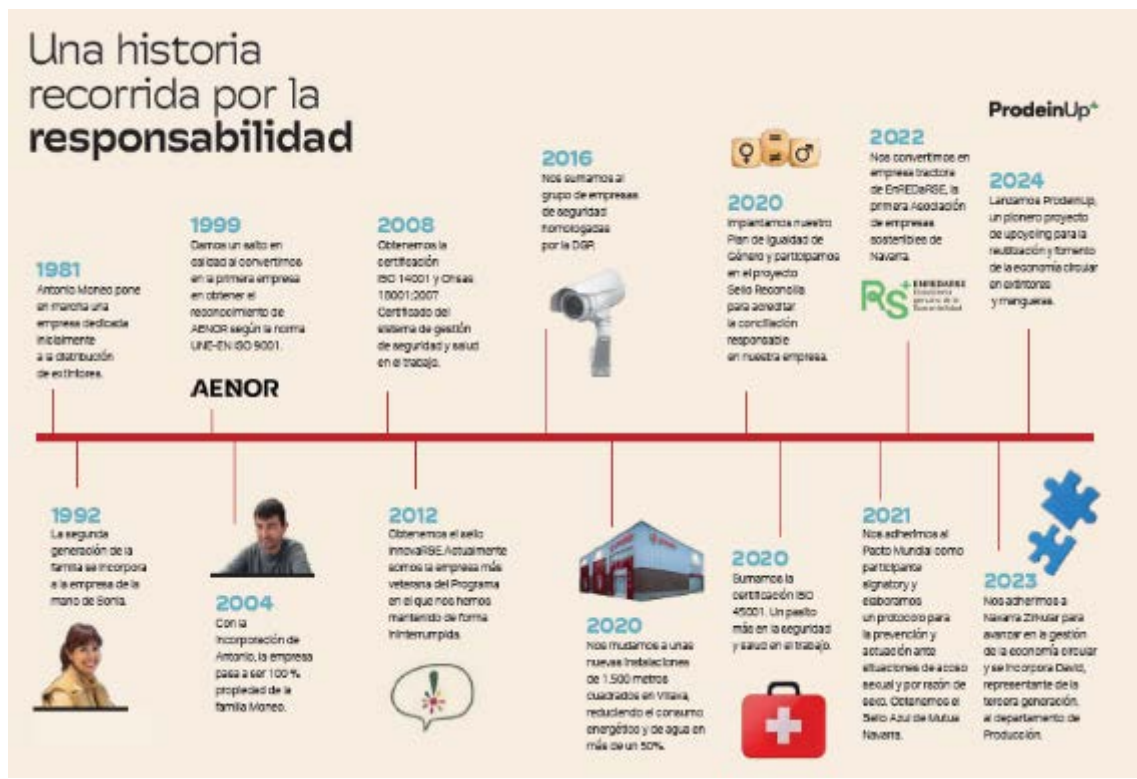 Una historia
recorrida por la
responsabilidad
1981
Antonio Moneo pone
en marcha una
empresa dedicada
inicialmente
a la distribución
de extintores.
1992
La segunda
generación de la
familia se incorpora
a la empresa de la
mano de Sonia.
1999
Damos un salto en
calidad al convertirnos
en la primera empresa
en obtener el
reconocimiento de
AENOR según la norma
UNE-EN ISO 9001.
AENOR
2004
Con la
incorporación de
Antonio, la empresa
pasa a ser 100 %
propiedad de la
familia Moneo.
2008
Obtenemos la
certificación
ISO 14001 y Ohsas
18001:2007
Certificado del
sistema de gestión
de seguridad y salud
en el trabajo.
2012
Obtenemos el sello
InnovaRSE. Actualmente
somos la empresa más
veterana del Programa
en el que nos hemos
mantenido de forma
ininterrumpida.
2016
Nos sumamos al
grupo de empresas
de seguridad
homologadas
por la DGP.
2020
Nos mudamos a unas
nuevas instalaciones
de 1.500 metros
cuadrados en
reduciendo el consumo
energético y de agua en
más de un 50%.
2020
Implantamos nuestro
Plan de Igualdad de
Género y participamos
en el proyecto
Sello Reconcilia
para acreditar
la conciliación
responsable
en nuestra empresa.
2020
Sumamos la
certificación ISO
45001. Un pasito
más en la seguridad
y salud en el trabajo.
2021
Nos adherimos al
Pacto Mundial como
participante
signatory y
elaboramos
un protocolo para
la prevención y
actuación ante
situaciones de acoso
sexual y por razón de
sexo. Obtenemos el
Sello Azul de Mutua
Navarra.
2022
Nos convertimos en
empresa tractora
de EnREDaRSE, la
primera Asociación
de empresas
sostenibles de
Navarra.
RS+
ENREDARSE
2023
Nos adherimos a
Navarra Zirkular para
avanzar en la gestión
de la economía circular
y se incorpora David,
representante de la
tercera generación,
al departamento de
Producción.
ProdeinUp
2024
Lanzamos ProdeinUp,
un pionero proyecto
de upcycling para la
reutilización y fomento
de la economía circular
en extintores
y mangueras.